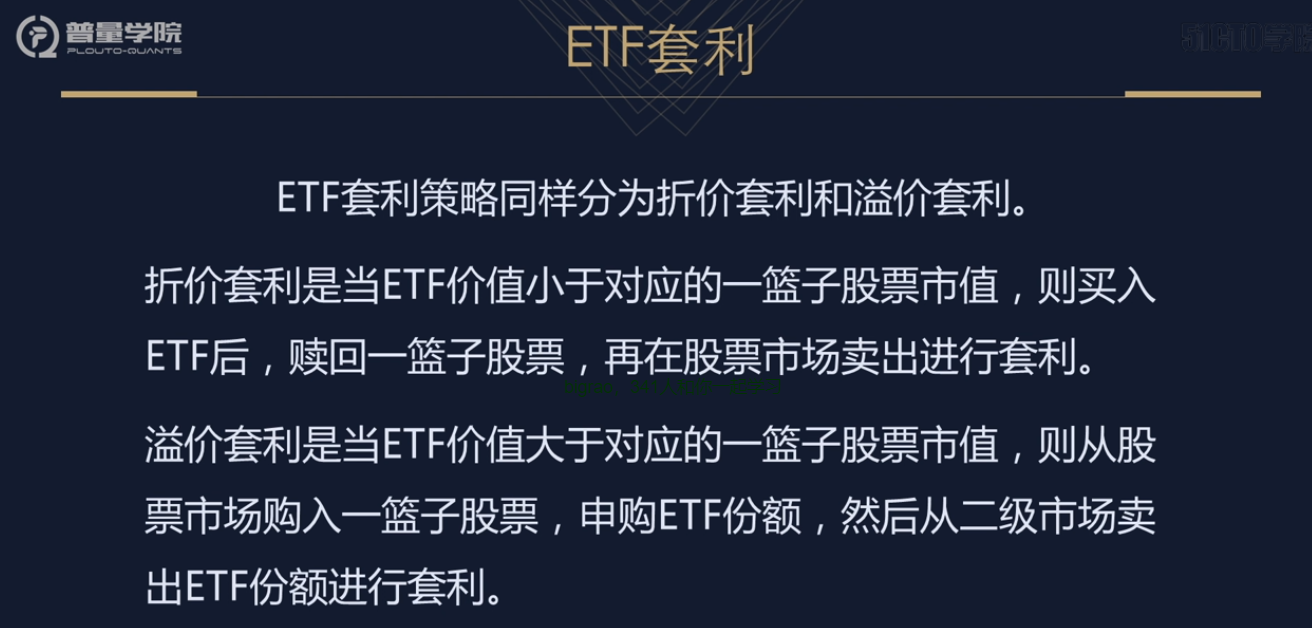 普量学院
PLOUTO-QUANTS
ETF套利
ETF套利策略同样分为折价套利和溢价套利。
折价套利是当ETF价值小于对应的一篮子股票市值，则买入
ETF后，赎回一篮子股票，再在股票市场卖出进行套利。
溢价套利是当ETF价值大于对应的一篮子股票市值，则从股
票市场购入一篮子股票，申购ETF份额，然后从二级市场卖
出ETF份额进行套利。